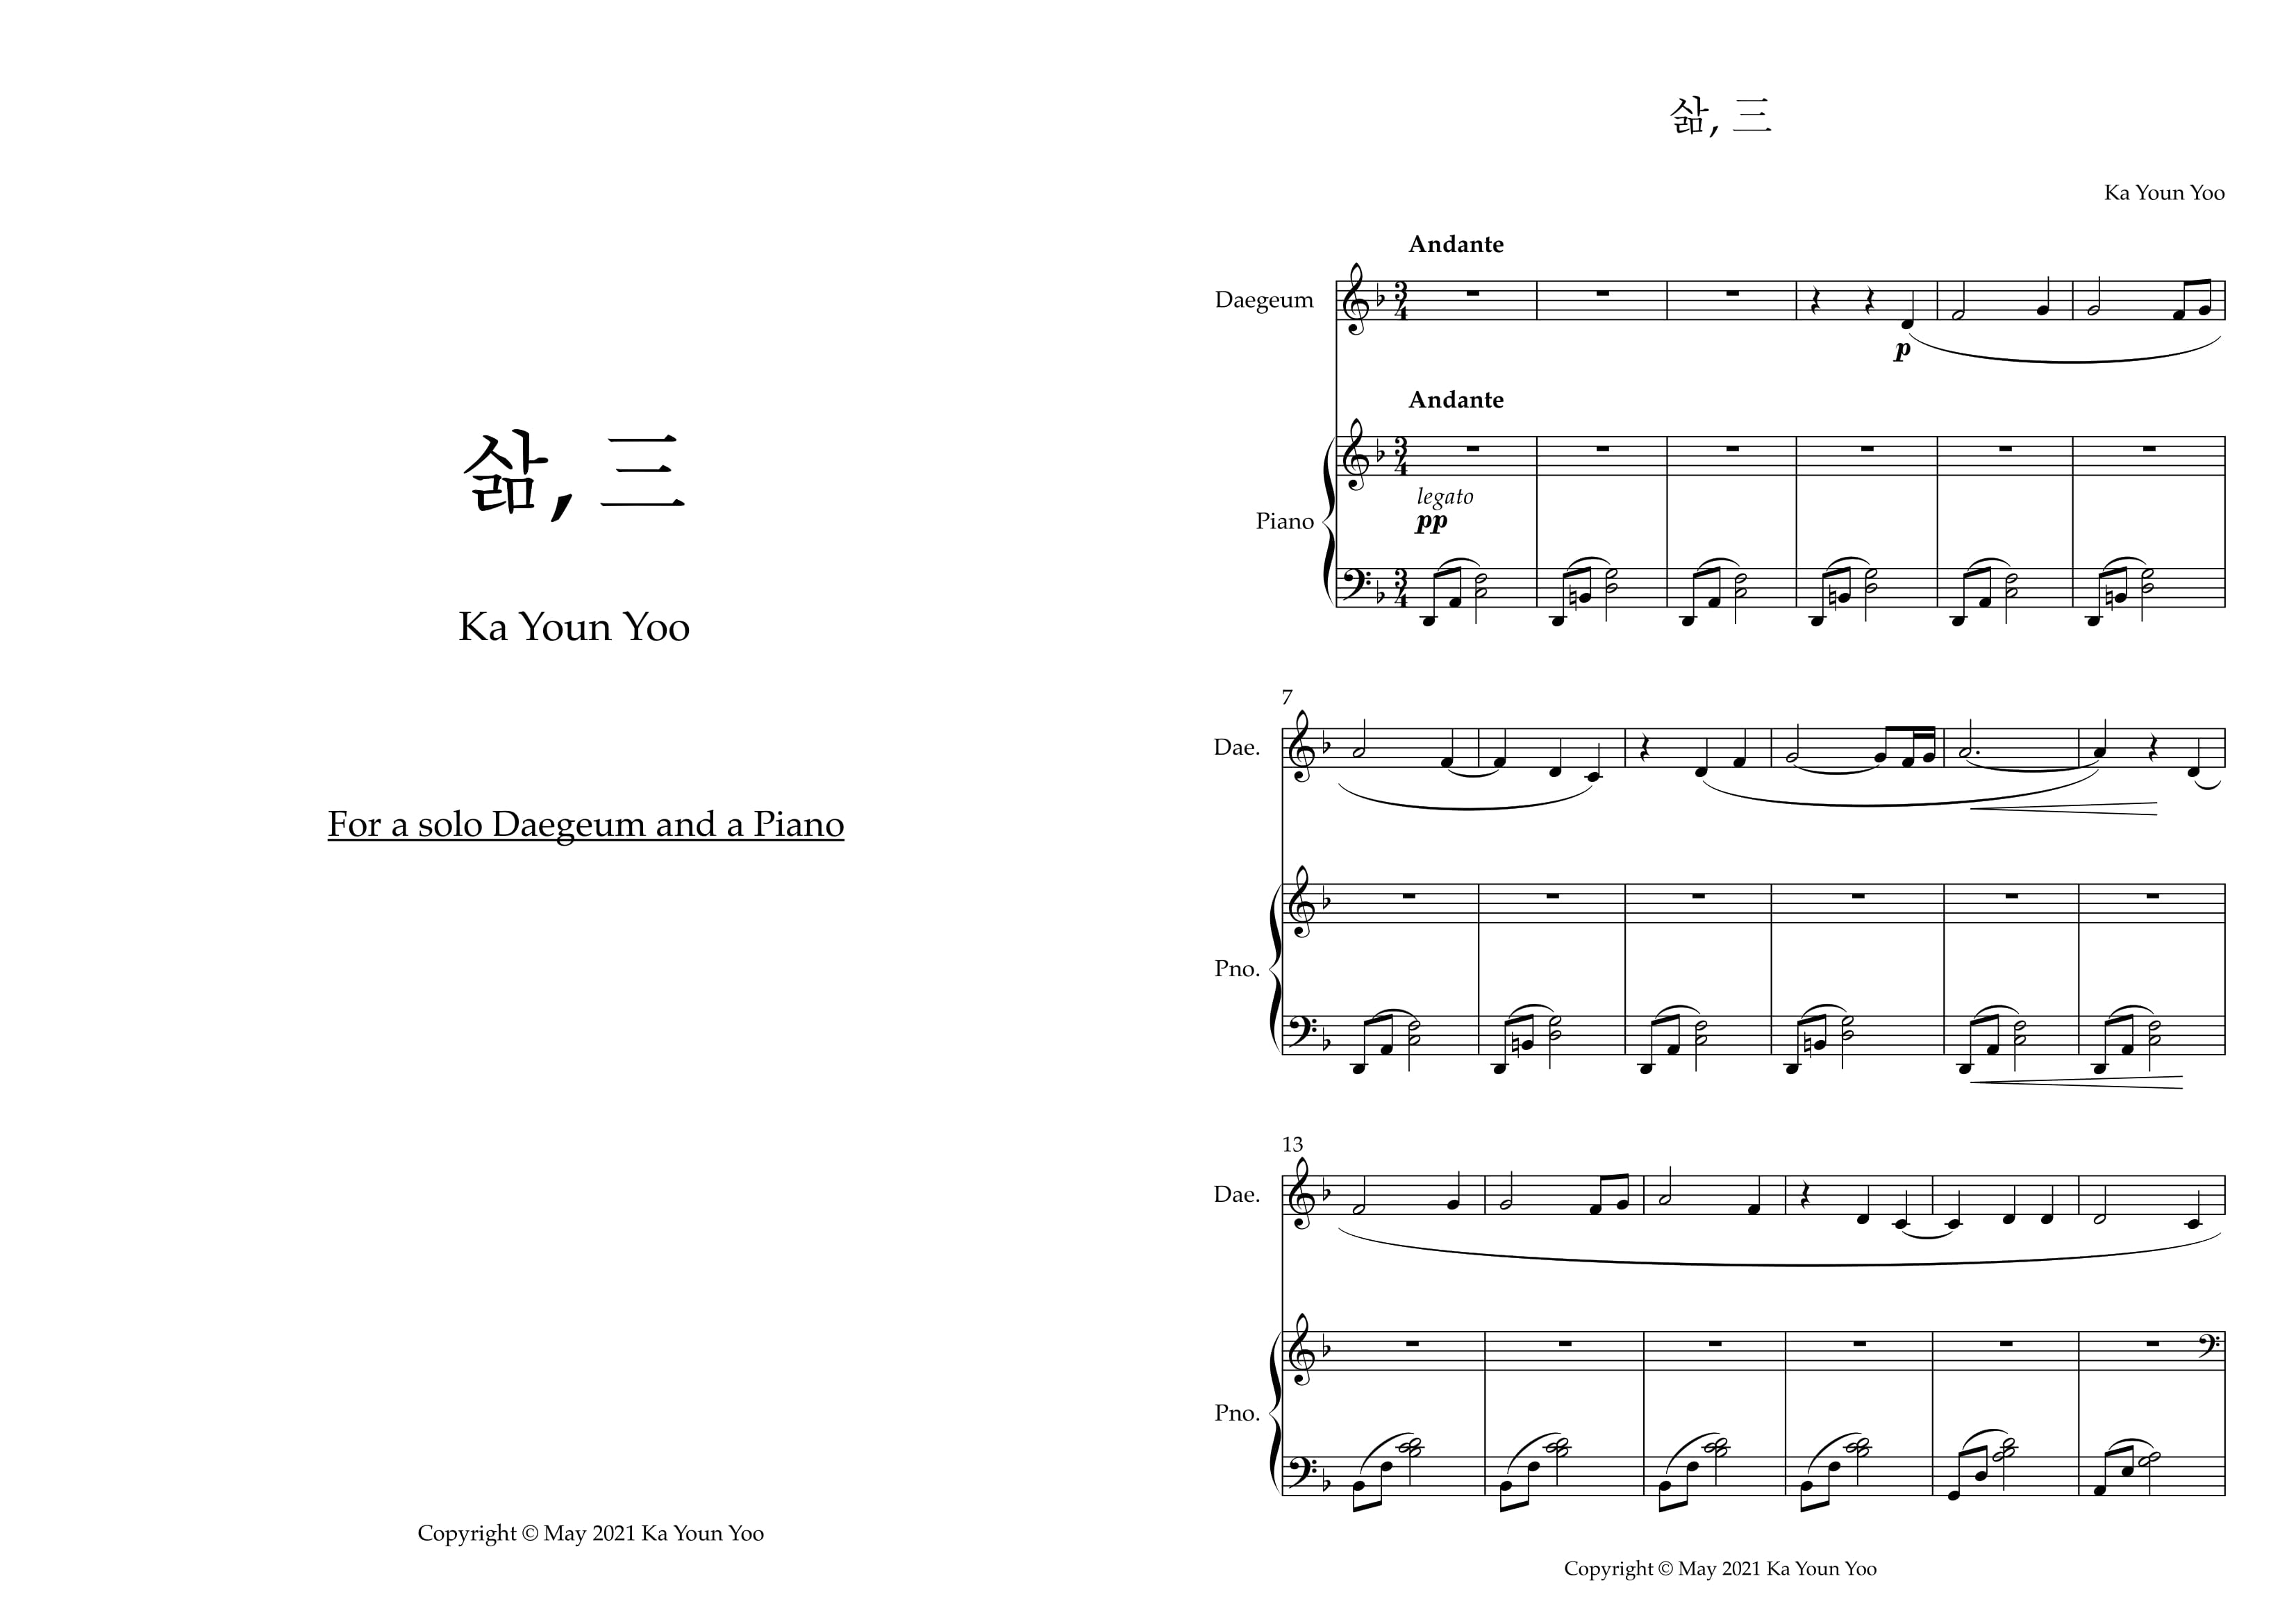 삶, 三
Ka Youn Yoo
For a solo Daegeum and a Piano
Copyright © May 2021 Ka Youn Yoo
삶, 三
Ka Youn Yoo
Andante
Daegeum
3
4
p
Andante
3
4
legato
pp
Piano
3
4
7
Dae.
Pno.
13
Dae.
Pno.
Copyright © May 2021 Ka Youn Yoo